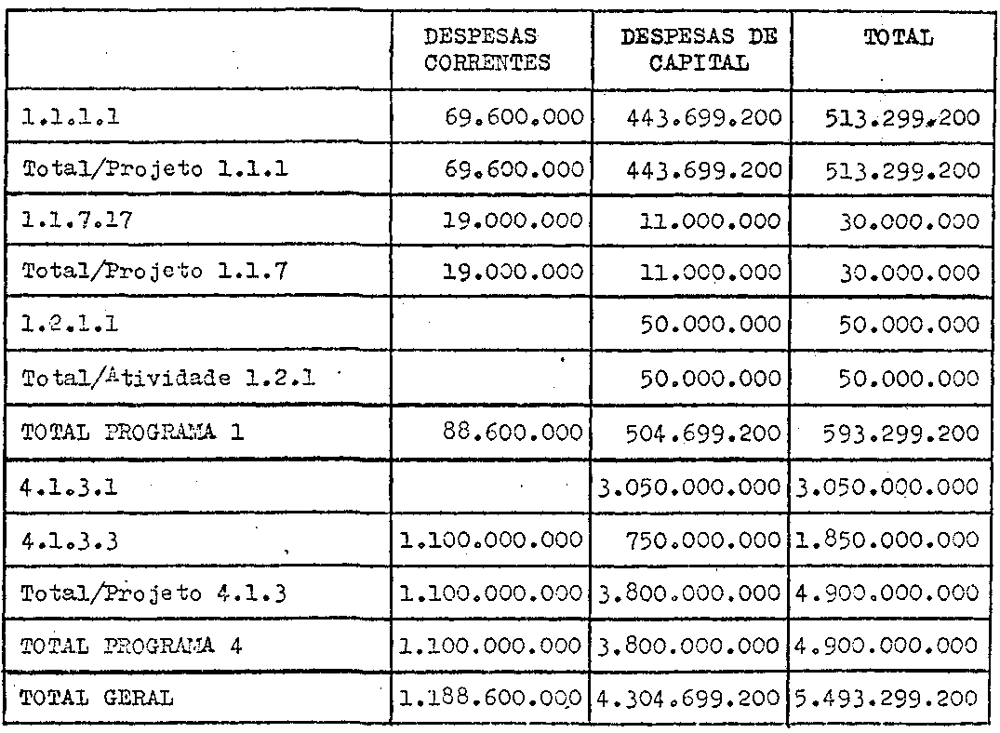 DESPESAS CORRENTES DESPESAS DE CAPITAL TOTAL
1.1.1.1 69.600.000 443.699.200 513.299.200
Total/Projeto 1.1.1 69.600.000 443.699.200 513.299.200
1.1.7.17 19.000.000 11.000.000 30.000.000
Total/Projeto 1.1.7 19.000.000 11.000.000 30.000.000
1.2.1.1 50.000.000 50.000.000
Total/Atividade 1.2.1 50.000.000 50.000.000
TOTAL PROGRAMA 1 88.600.000 504.699.200 593.299.200
4.1.3.1 3.050.000.000 3.050.000.000
4.1.3.3 1.100.000.000 750.000.000 1.850.000.000
Total/Projeto 4.1.3 1.100.000.000 3.800.000.000 4.900.000.000
TOTAL PROGRAMA 4 1.100.000.000 3.800.000.000 4.900.000.000
TOTAL GERAL 1.188.600.000 4.304.699.200 5.493.299.200